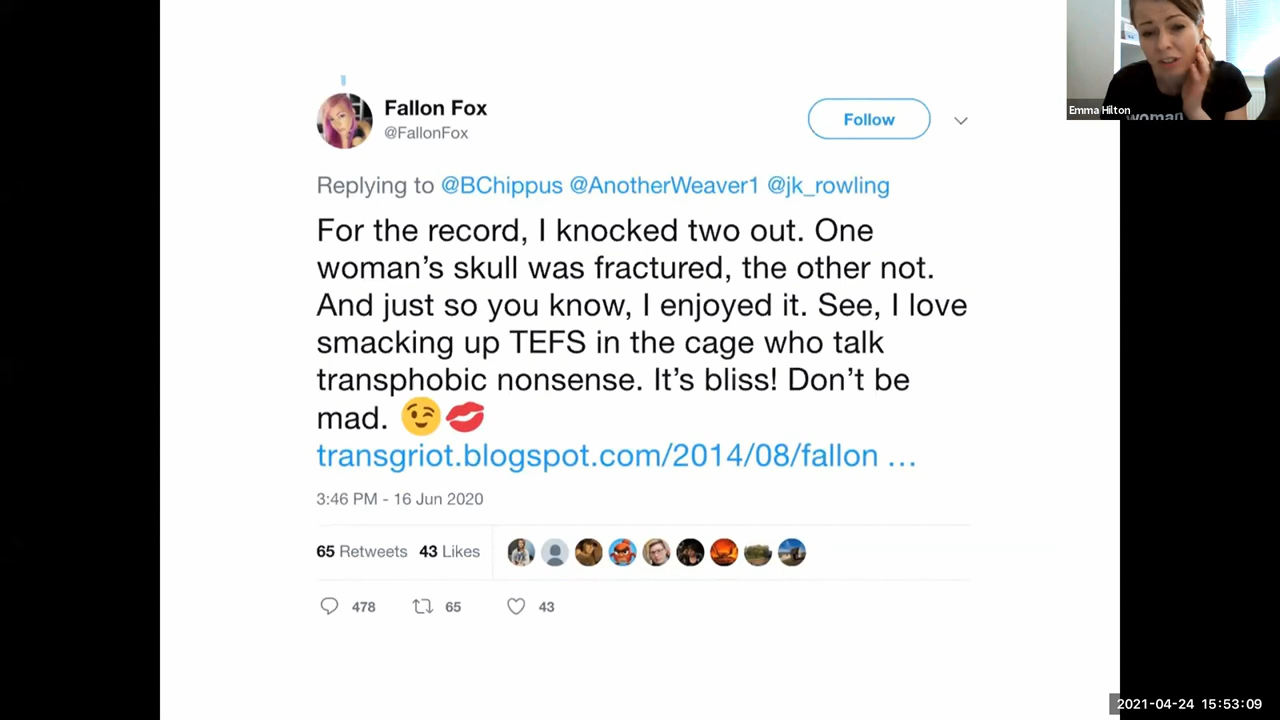 Emma Hilton
woman
Fallon Fox
@FallonFox
Follow
Replying to @BChippus @AnotherWeaver1 @jk_rowling
For the record, I knocked two out. One
woman’s skull was fractured, the other not.
And just so you know, I enjoyed it. See, I love
smacking up TEFS in the cage who talk
transphobic nonsense. It’s bliss! Don’t be
mad. 😉💋
transgriot.blogspot.com/2014/08/fallon …
3:46 PM - 16 Jun 2020
65 Retweets 43 Likes
478 65 43
2021-04-24 15:53:09